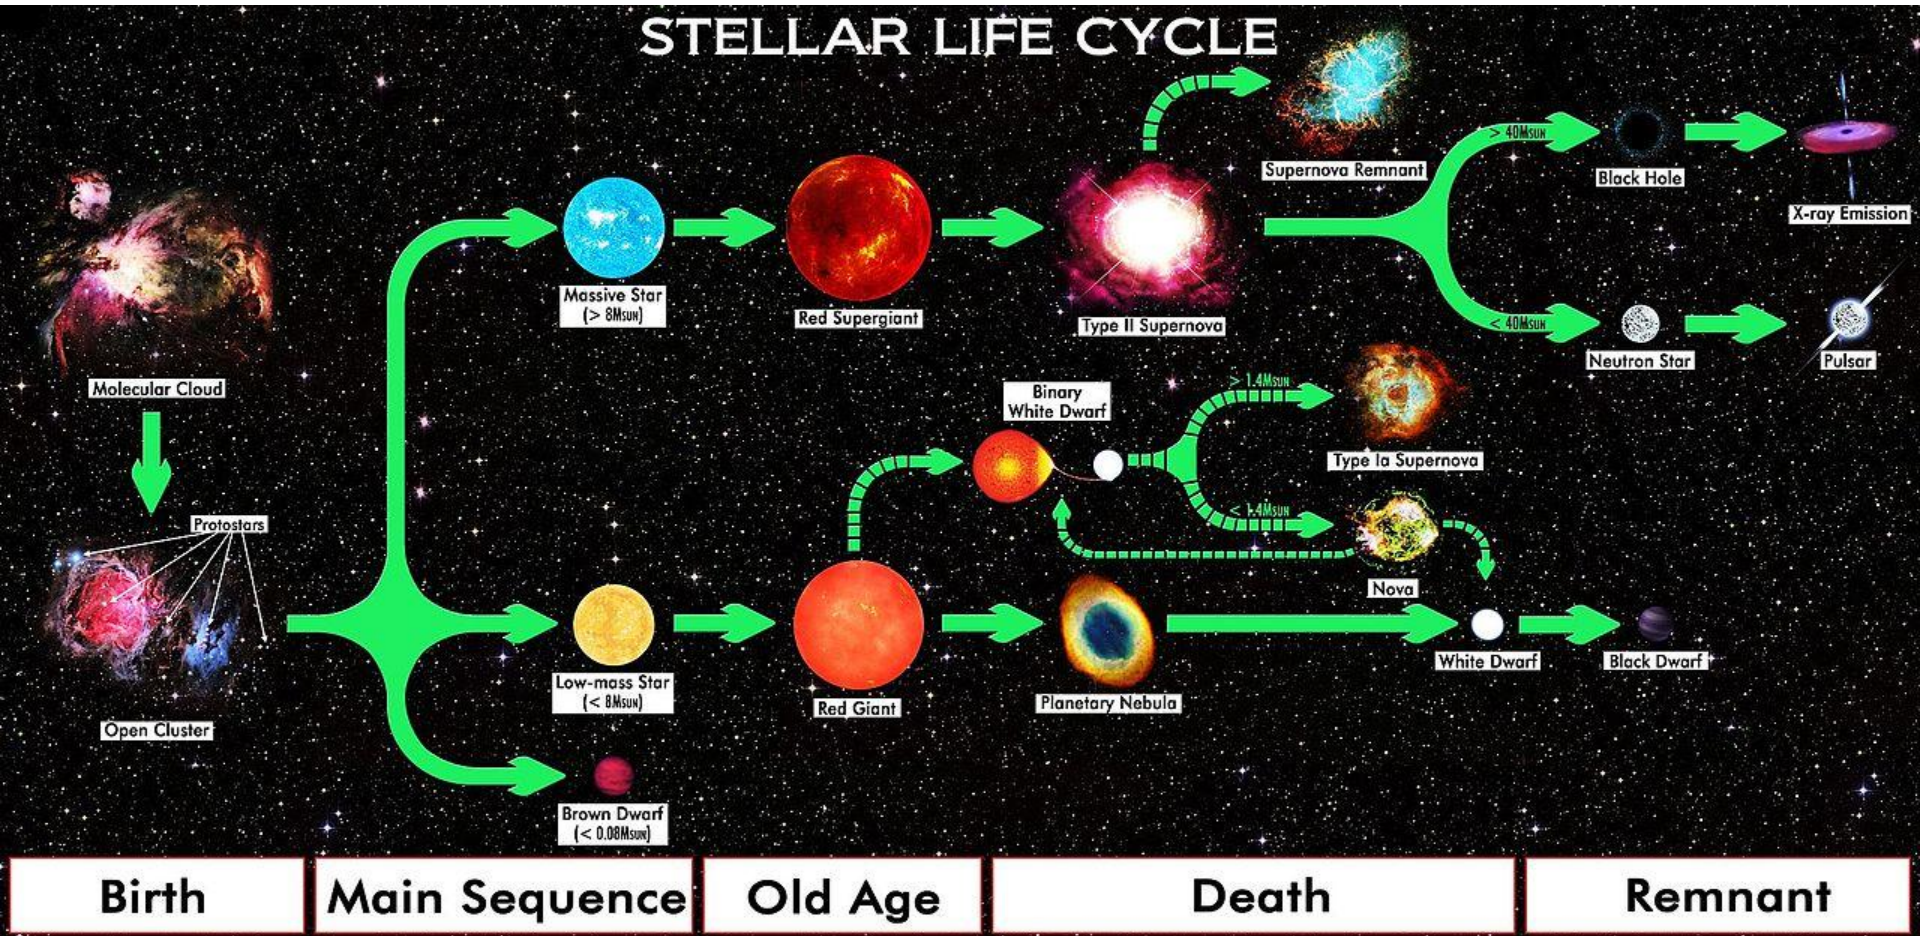 STELLAR LIFE CYCLE
Supernova Remnant
> 40MSUN
Black Hole
X-ray Emission
Massive Star
(> 8MSUN)
Red Supergiant
Type II Supernova
< 40MSUN
Neutron Star
Pulsar
Molecular Cloud
Binary
White Dwarf
> 1.4MSUN
Type Ia Supernova
< 1.4MSUN
Protostars
Nova
Open Cluster
Low-mass Star
(< 8MSUN)
Red Giant
Planetary Nebula
White Dwarf
Black Dwarf
Brown Dwarf
(< 0.08MSUN)
Birth
Main Sequence
Old Age
Death
Remnant